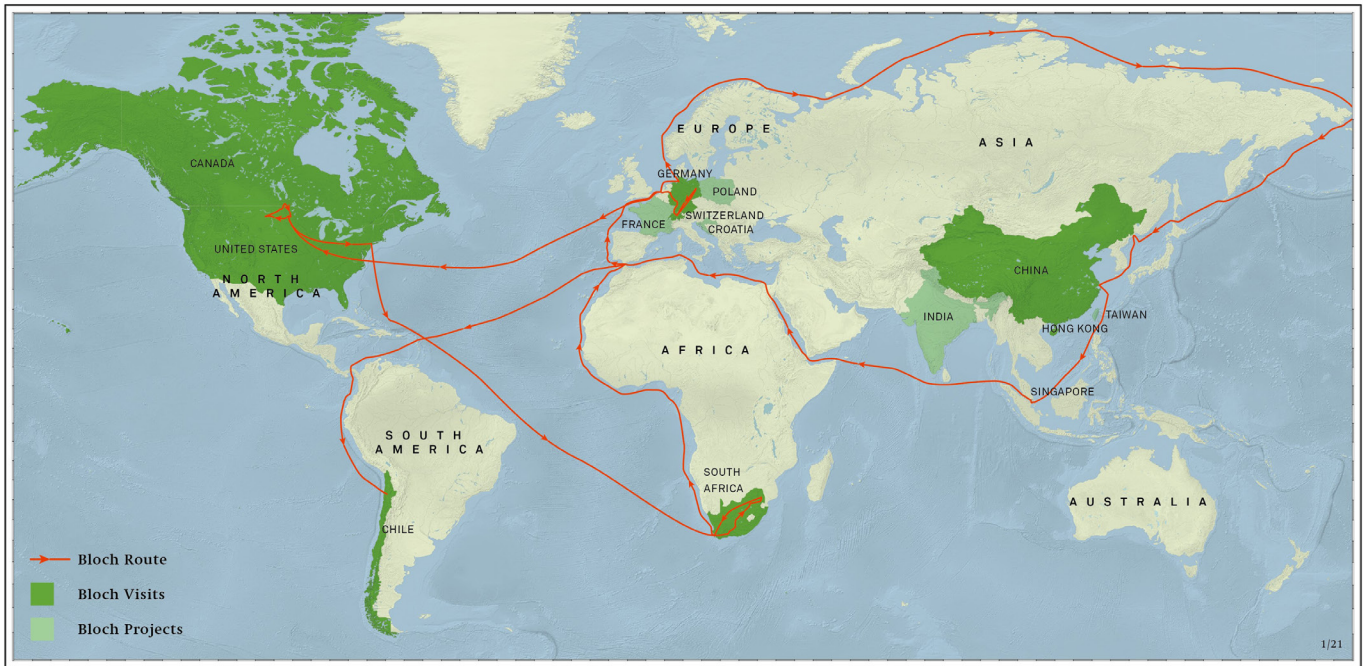 EUROPE
ASIA
CANADA
GERMANY
POLAND
SWITZERLAND
FRANCE
CROATIA
UNITED STATES
NORTH
AMERICA
CHINA
INDIA
TAIWAN
HONG KONG
AFRICA
SINGAPORE
SOUTH
AMERICA
SOUTH
AFRICA
AUSTRALIA
CHILE
Bloch Route
Bloch Visits
Bloch Projects
1/21